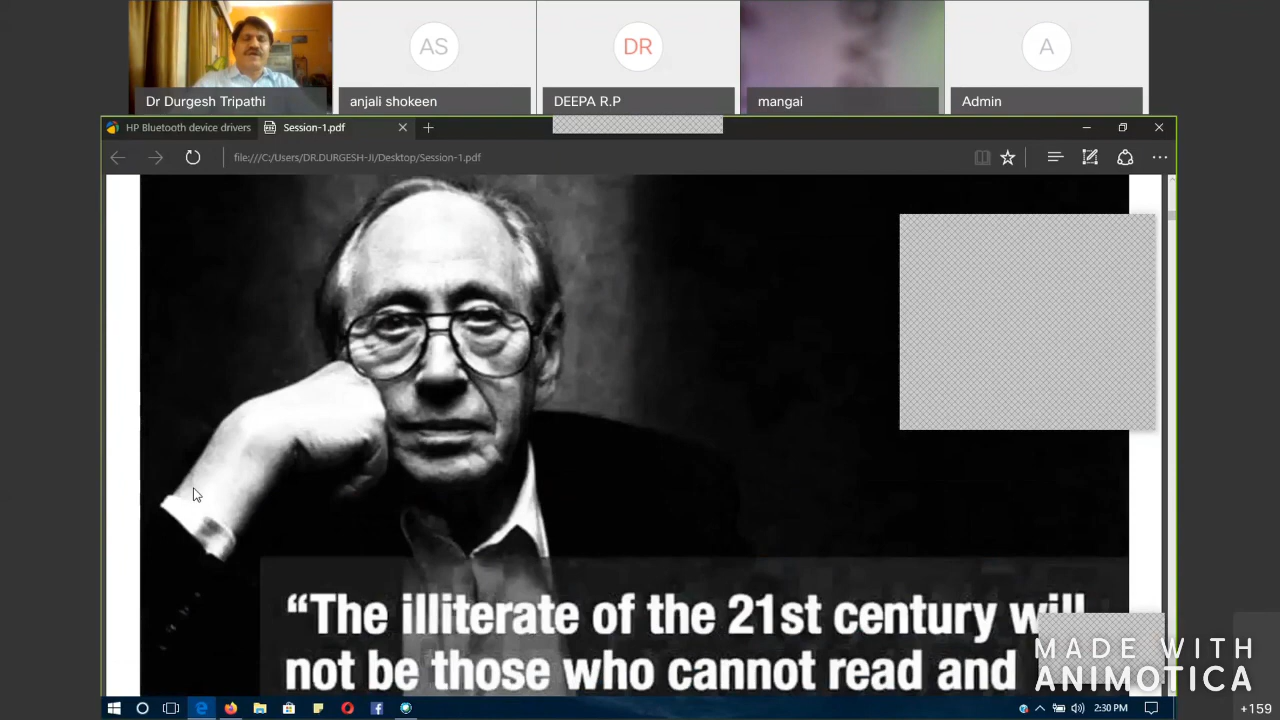 AS
DR
A
Dr Durgesh Tripathi
anjali shokeen
DEEPA R.P
mangai
Admin
HP Bluetooth device drivers
Session-1.pdf
file:///C:/Users/DR.DURGESH-JI/Desktop/Session-1.pdf
“The illiterate of the 21st century will
not be those who cannot read and
MADE WITH
ANIMOTICA
2:30 PM
+159